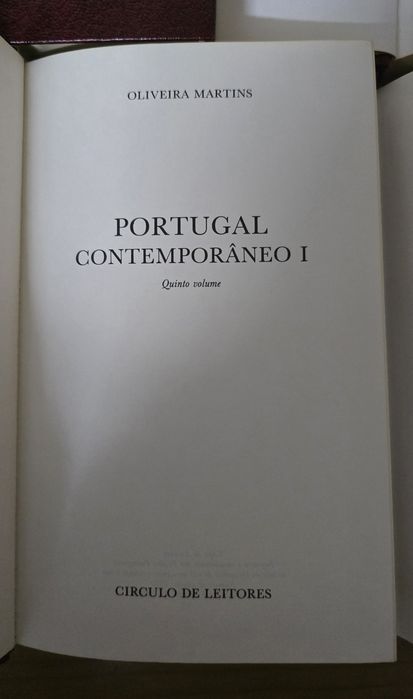 OLIVEIRA MARTINS
PORTUGAL
CONTEMPORÂNEO I
Quinto volume
CIRCULO DE LEITORES